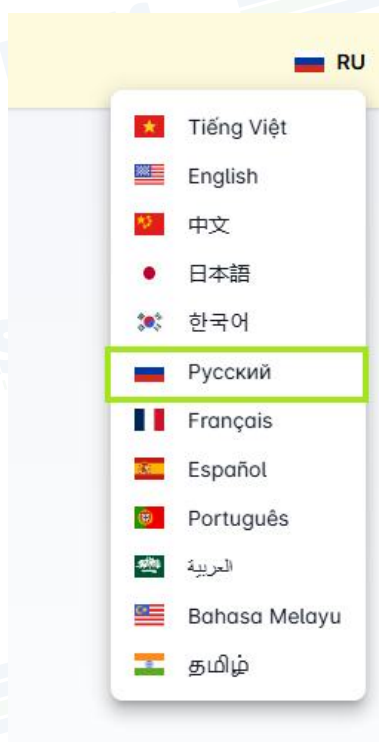 RU
Tiếng Việt
English
中文
日本語
한국어
Русский
Français
Español
Português
العربية
Bahasa Melayu
தமிழ்